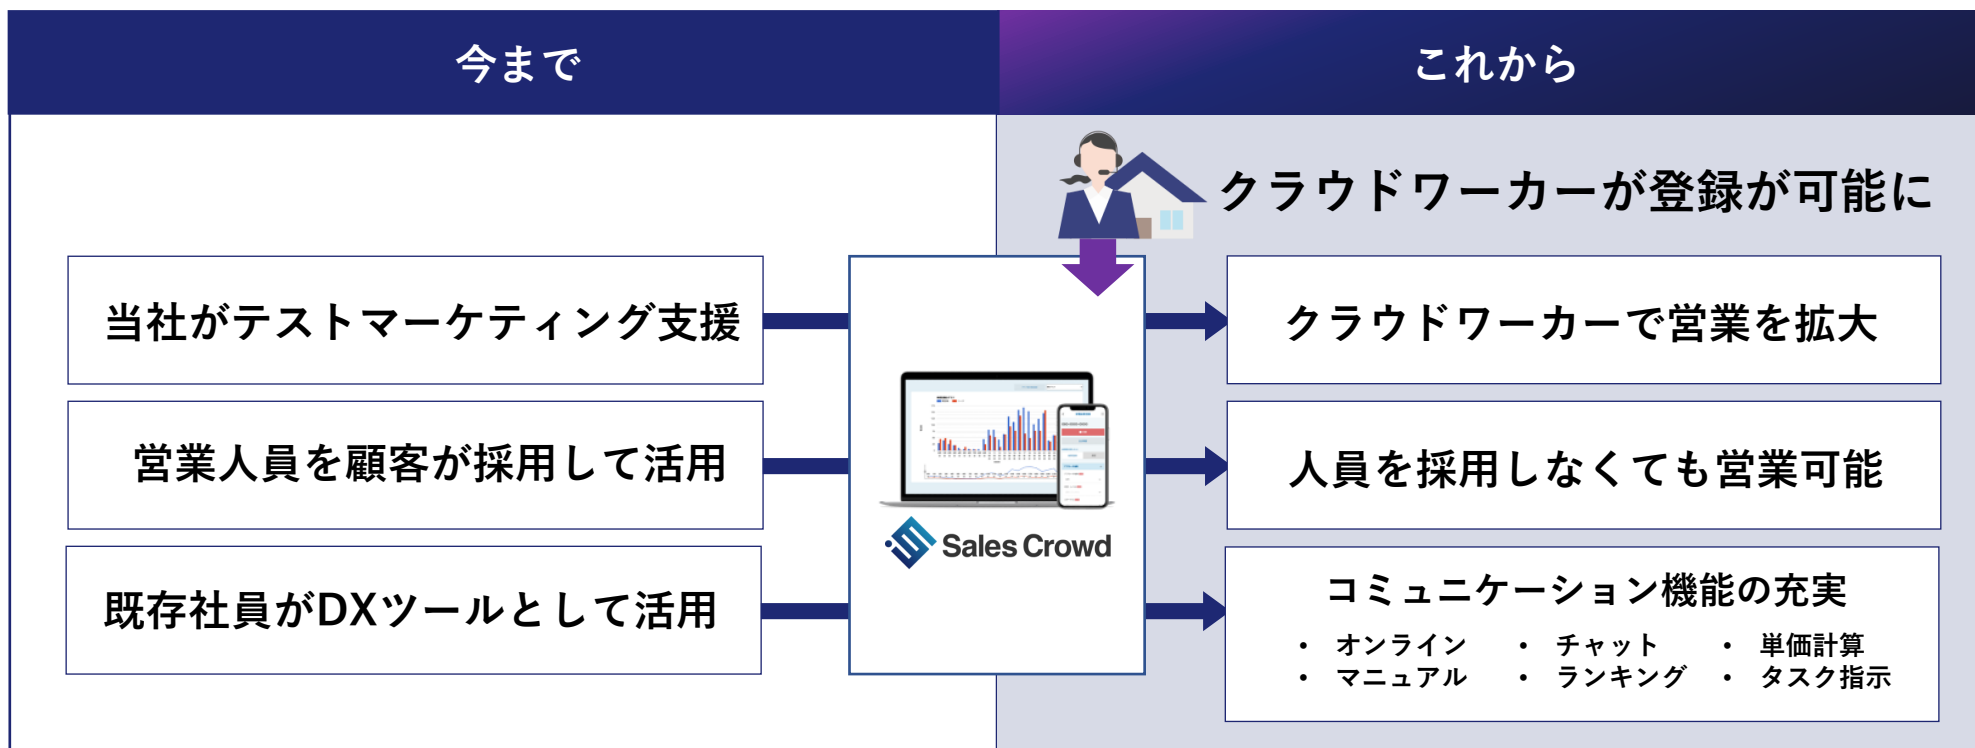 今まで
これから
クラウドワーカーが登録が可能に
当社がテストマーケティング支援
クラウドワーカーで営業を拡大
営業人員を顧客が採用して活用
人員を採用しなくても営業可能
Sales Crowd
既存社員がDXツールとして活用
コミュニケーション機能の充実
・ オンライン ・ チャット ・ 単価計算
・ マニュアル ・ ランキング ・ タスク指示